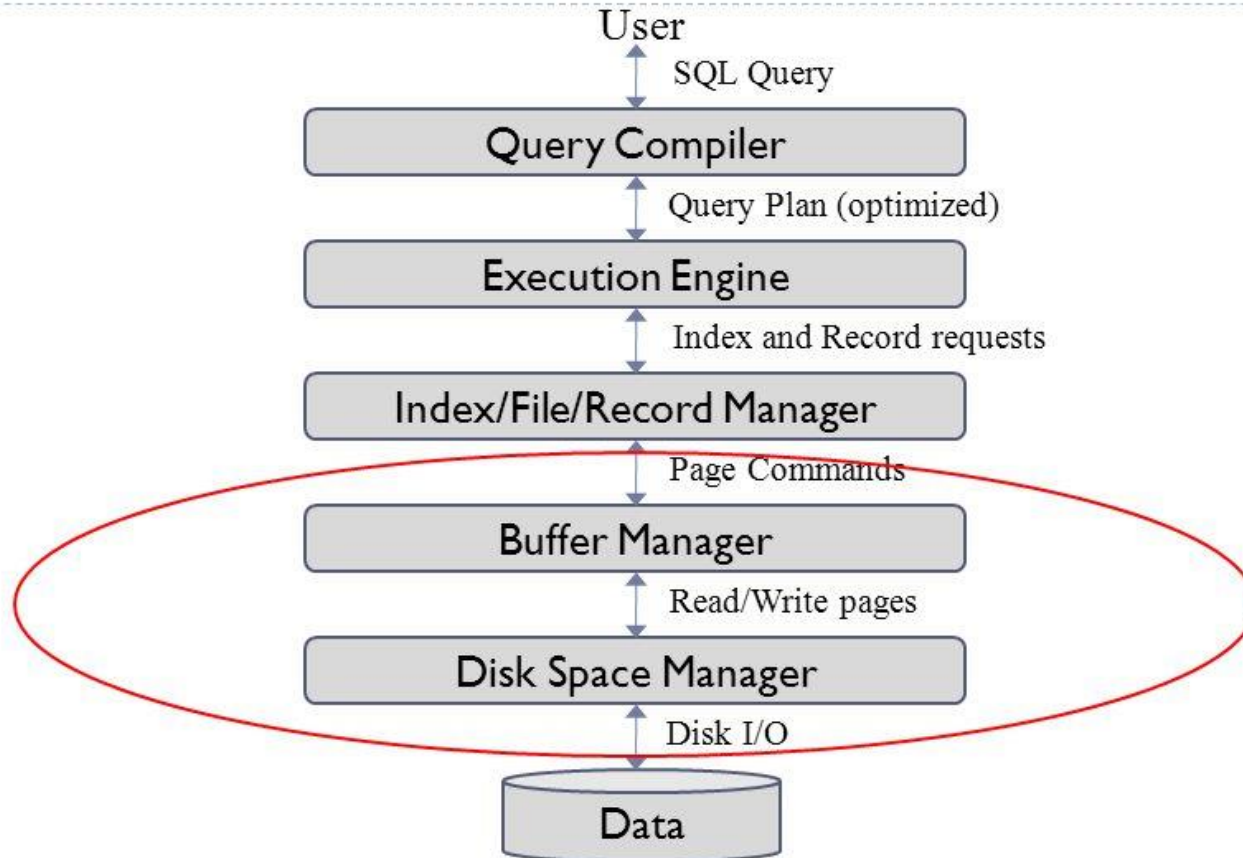 User
SQL Query
Query Compiler
Query Plan (optimized)
Execution Engine
Index and Record requests
Index/File/Record Manager
Page Commands
Buffer Manager
Read/Write pages
Disk Space Manager
Disk I/O
Data